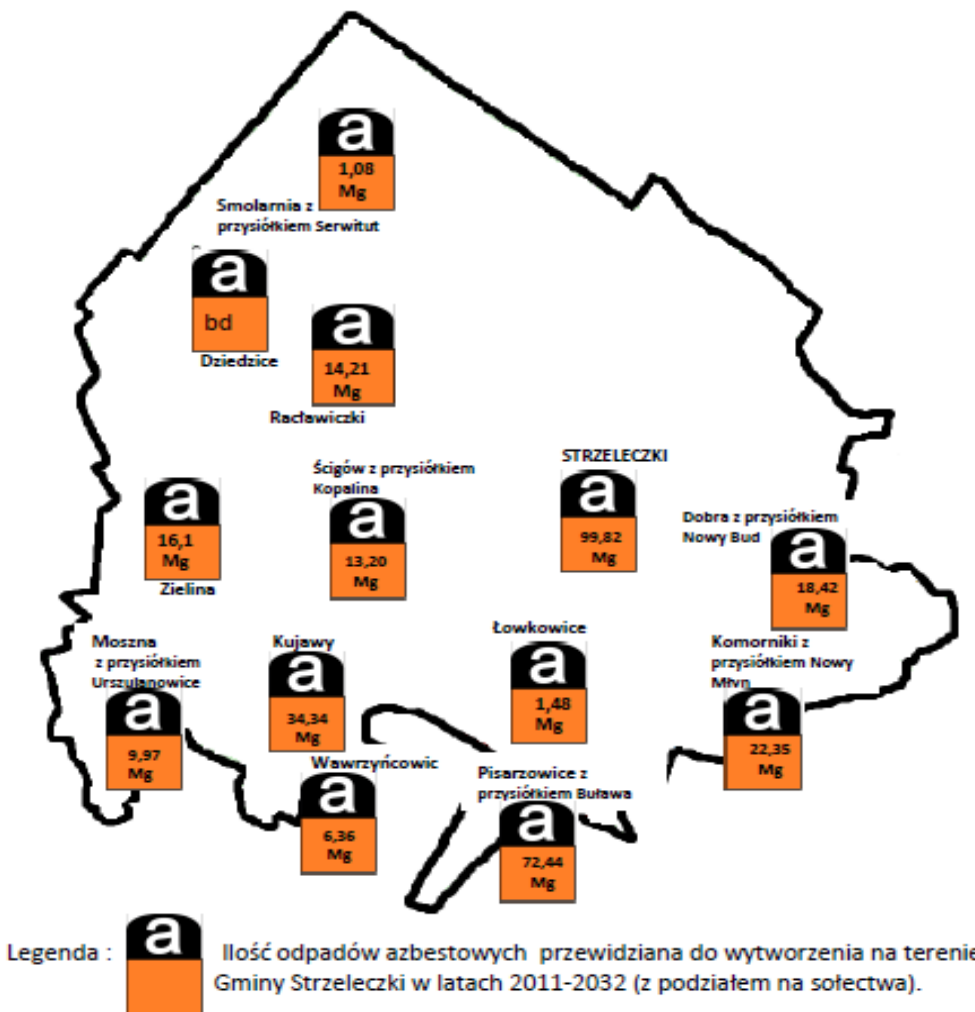 a
1,08
Mg
Smolarnia z
przysiółkiem Serwitut
a
bd
Dziedzice
a
14,21
Mg
Racławiczki
Ścigów z przysiółkiem
Kopalina
a
13,20
Mg
STRZELECZKI
a
99,82
Mg
a
16,1
Mg
Zielina
Dobra z przysiółkiem
Nowy Bud
a
18,42
Mg
Moszna
z przysiółkiem
Urszulanowice
a
9,97
Mg
Kujawy
a
34,34
Mg
Łowkowice
a
1,48
Mg
Komorniki z
przysiółkiem Nowy
Młyn
a
22,35
Mg
Wawrzyńcowic
a
6,36
Mg
Pisarzowice z
przysiółkiem Buława
a
72,44
Mg
Legenda :
a
Ilość odpadów azbestowych przewidziana do wytworzenia na terenie
Gminy Strzeleczki w latach 2011-2032 (z podziałem na sołectwa).